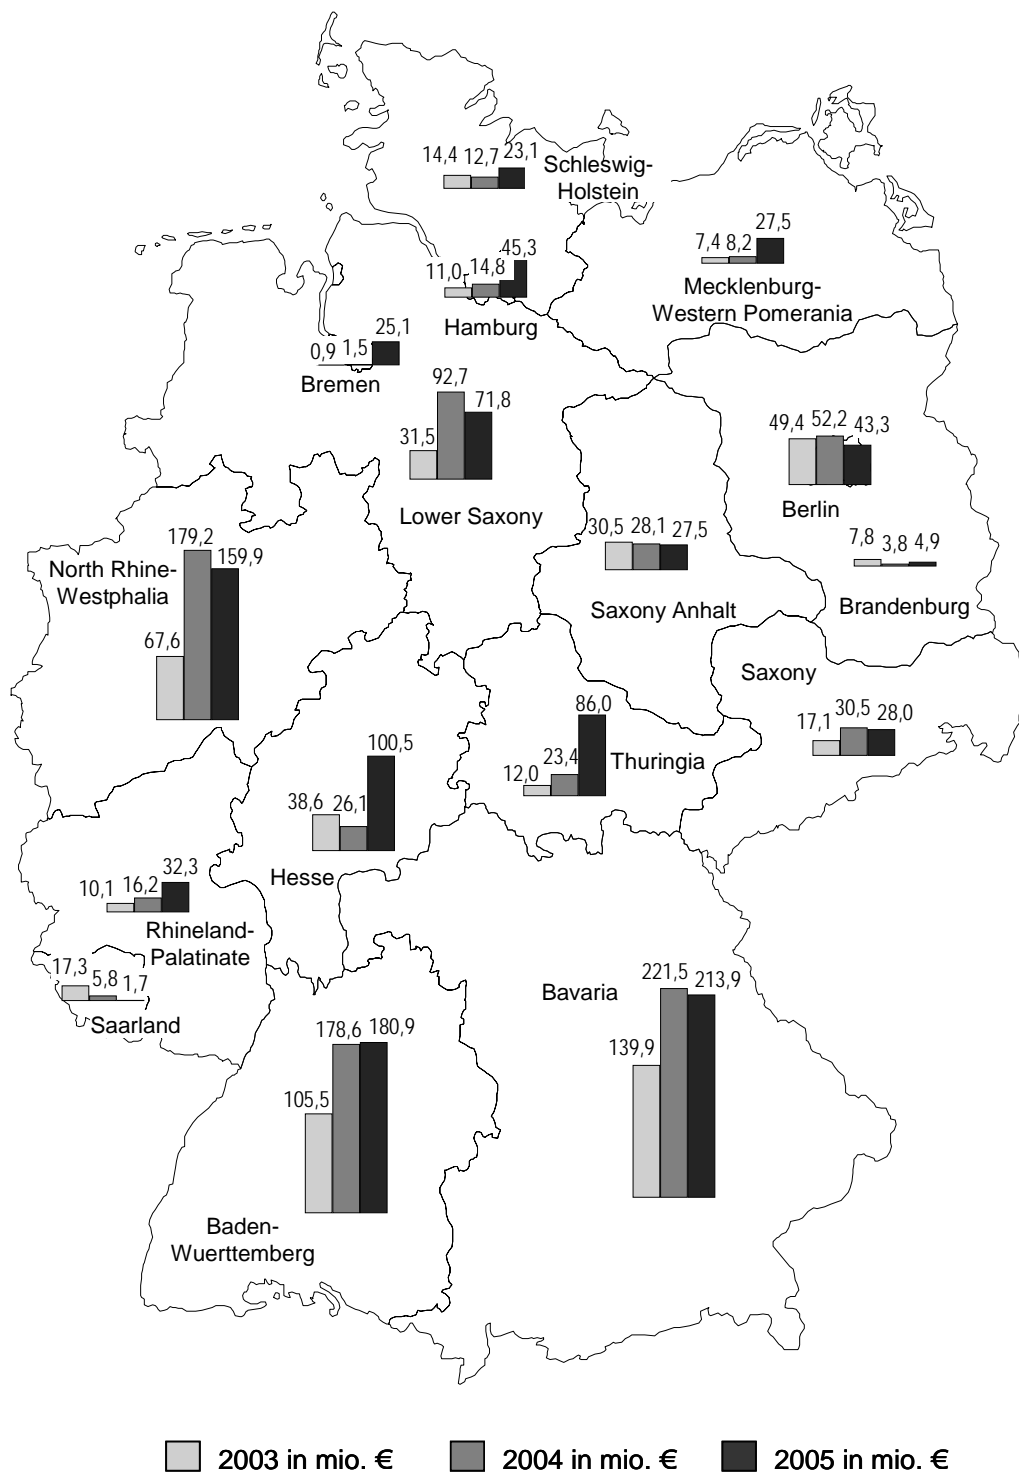 14,4 12,7 23,1
Schleswig-
Holstein
7,4 8,2 27,5
Mecklenburg-
Western Pomerania
11,0 14,8 45,3
Hamburg
0,9 1,5 25,1
Bremen
31,5 92,7 71,8
Lower Saxony
49,4 52,2 43,3
Berlin
7,8 3,8 4,9
Brandenburg
30,5 28,1 27,5
Saxony Anhalt
North Rhine-
Westphalia
67,6 179,2 159,9
Saxony
17,1 30,5 28,0
12,0 23,4 86,0
Thuringia
38,6 26,1 100,5
Hesse
10,1 16,2 32,3
Rhineland-
Palatinate
17,3 5,8 1,7
Saarland
Bavaria
139,9 221,5 213,9
105,5 178,6 180,9
Baden-
Wuerttemberg
2003 in mio. € 2004 in mio. € 2005 in mio. €